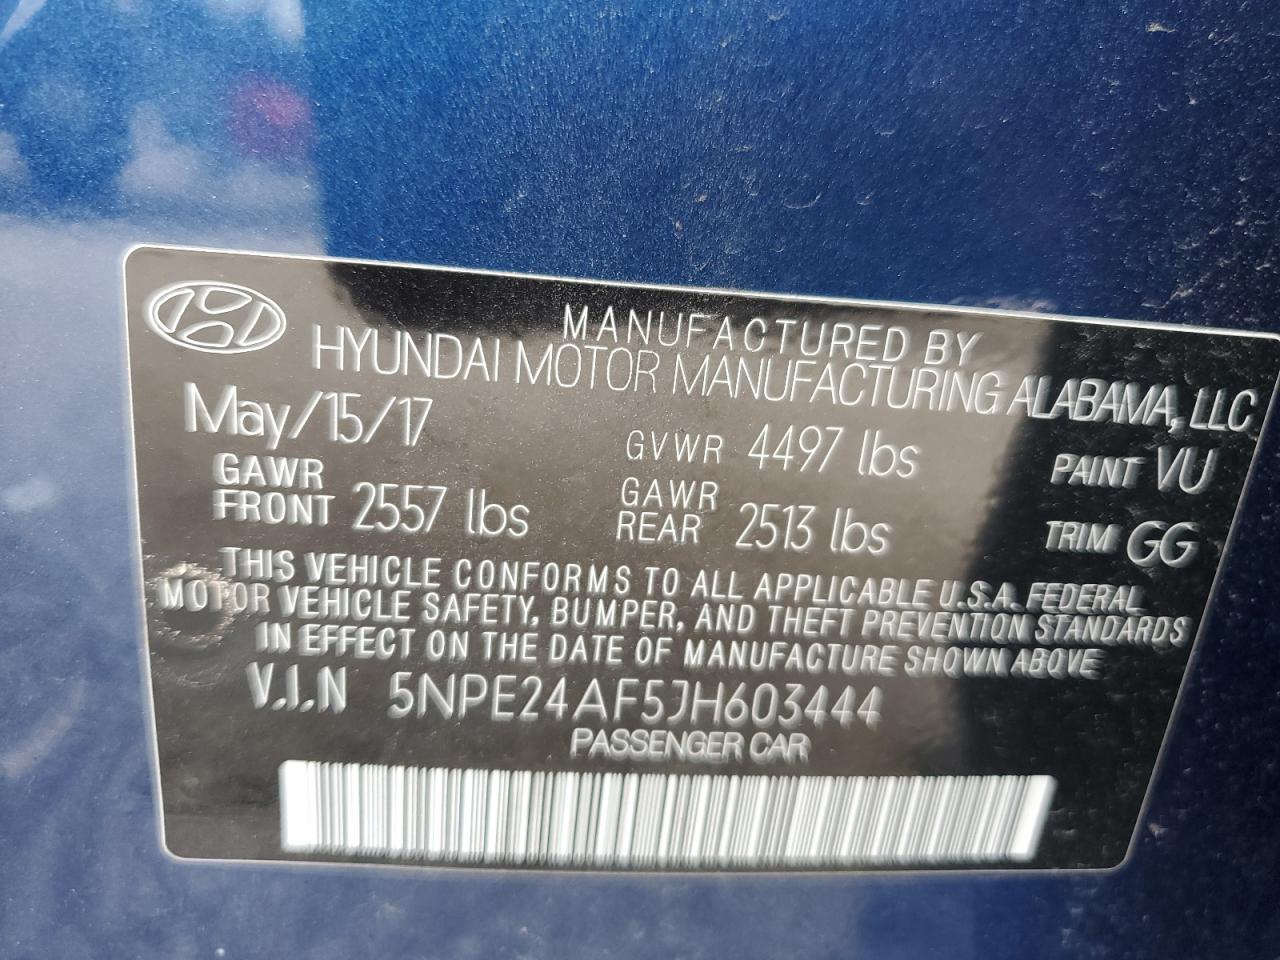 MANUFACTURED BY
HYUNDAI MOTOR MANUFACTURING ALABAMA, LLC
May/15/17 GVWR 4497 lbs PAINT VU
GAWR FRONT 2557 lbs GAWR REAR 2513 lbs TRIM GG
THIS VEHICLE CONFORMS TO ALL APPLICABLE U.S.A. FEDERAL
MOTOR VEHICLE SAFETY, BUMPER, AND THEFT PREVENTION STANDARDS
IN EFFECT ON THE DATE OF MANUFACTURE SHOWN ABOVE
V.I.N 5NPE24AF5JH603444
PASSENGER CAR